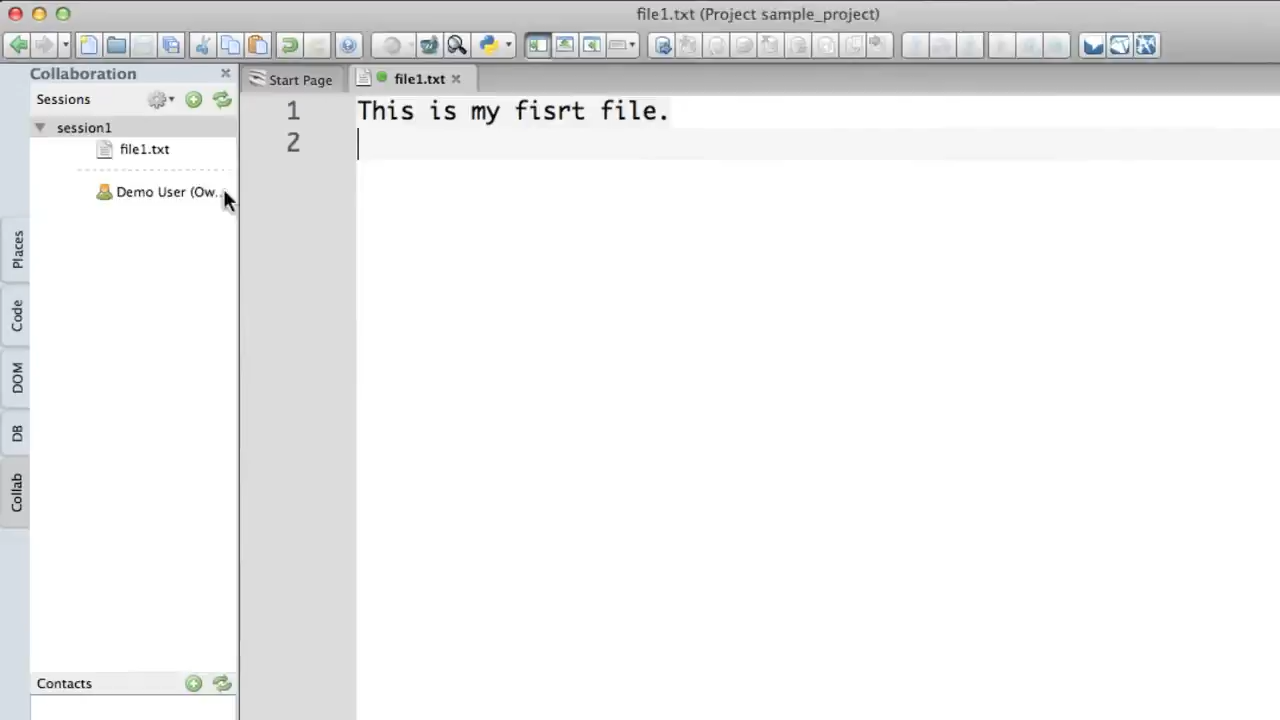 file1.txt (Project sample_project)
Collaboration
Sessions
session1
file1.txt
Demo User (Ow...
Places
Code
DOM
DB
Collab
Contacts
Start Page
file1.txt
1 This is my fisrt file.
2